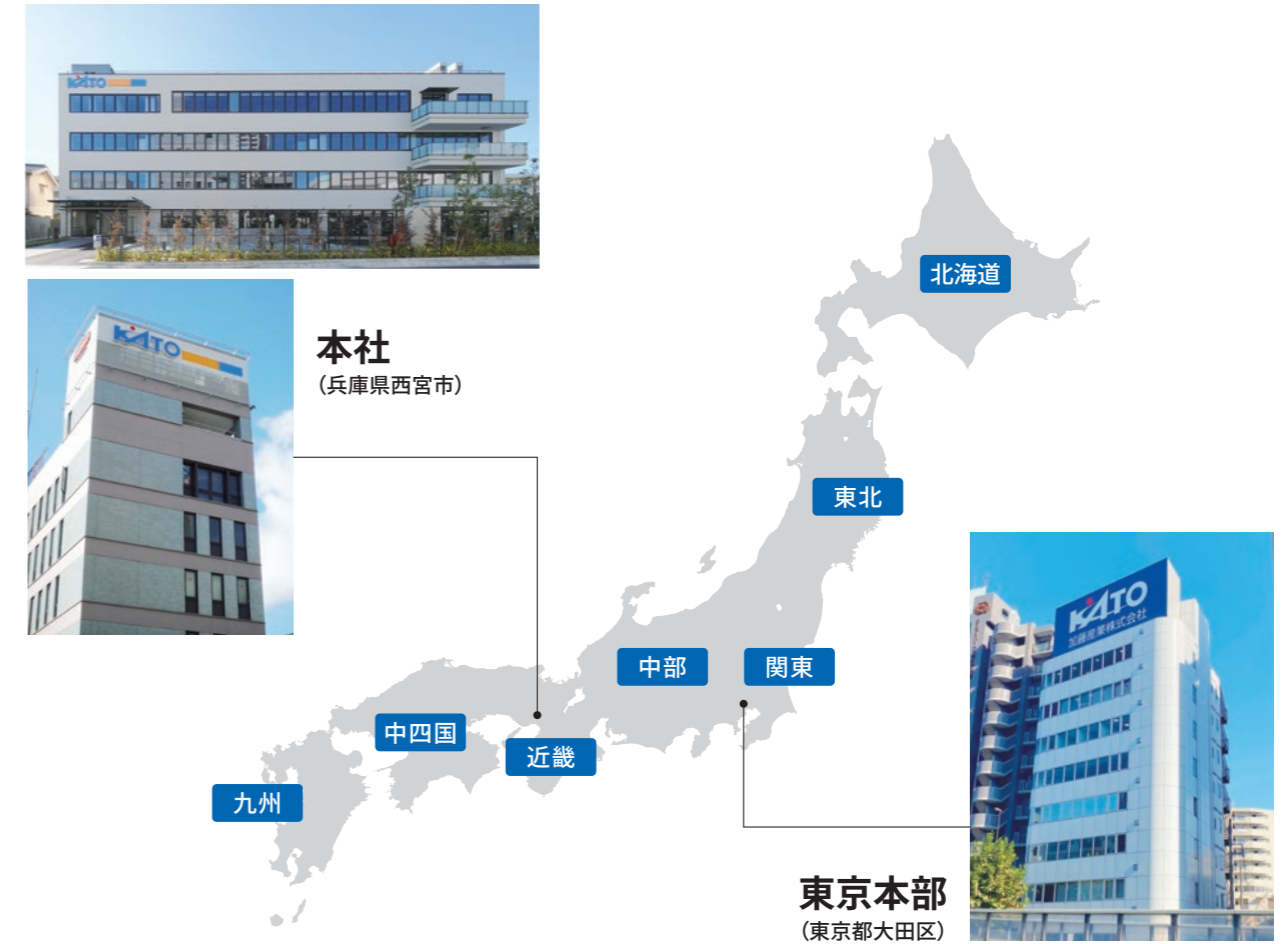 KATO
KATO
本社
（兵庫県西宮市）
北海道
東北
中部
関東
中四国
近畿
九州
KATO
加藤産業株式会社
東京本部
（東京都大田区）